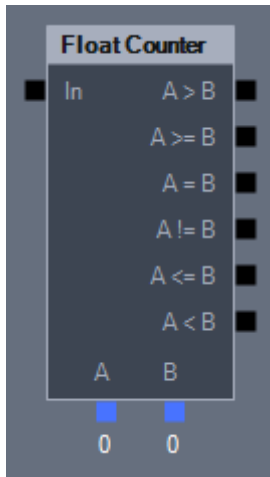 Float Counter
In A > B
A >= B
A = B
A != B
A <= B
A < B
A B
0 0